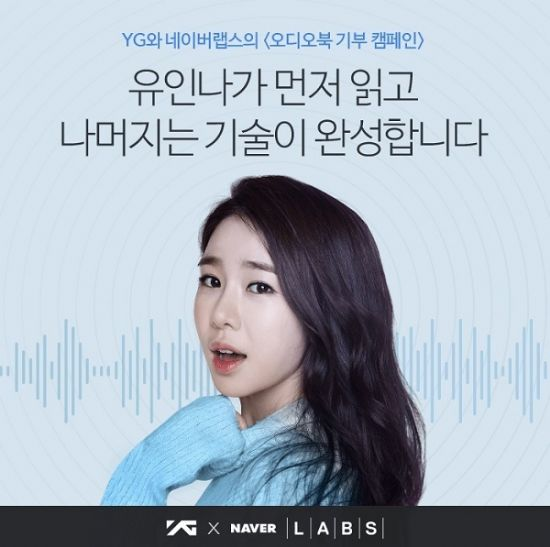 YG와 네이버랩스의 <오디오북 기부 캠페인>
유인나가 먼저 읽고
나머지는 기술이 완성합니다
YG X NAVER |L|A|B|S|